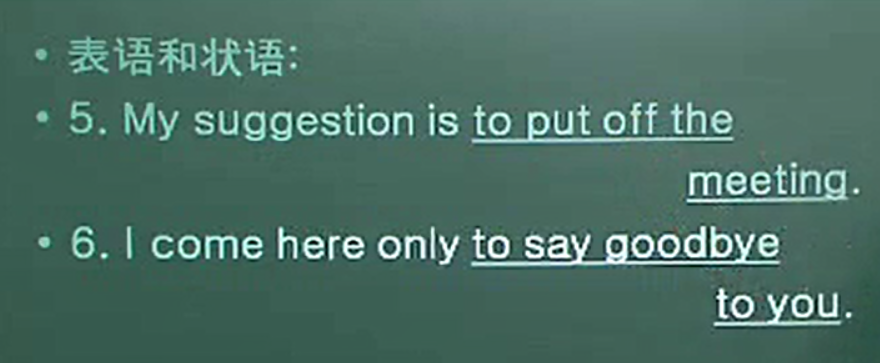 • 表语和状语:
• 5. My suggestion is to put off the
meeting.
• 6. I come here only to say goodbye
to you.